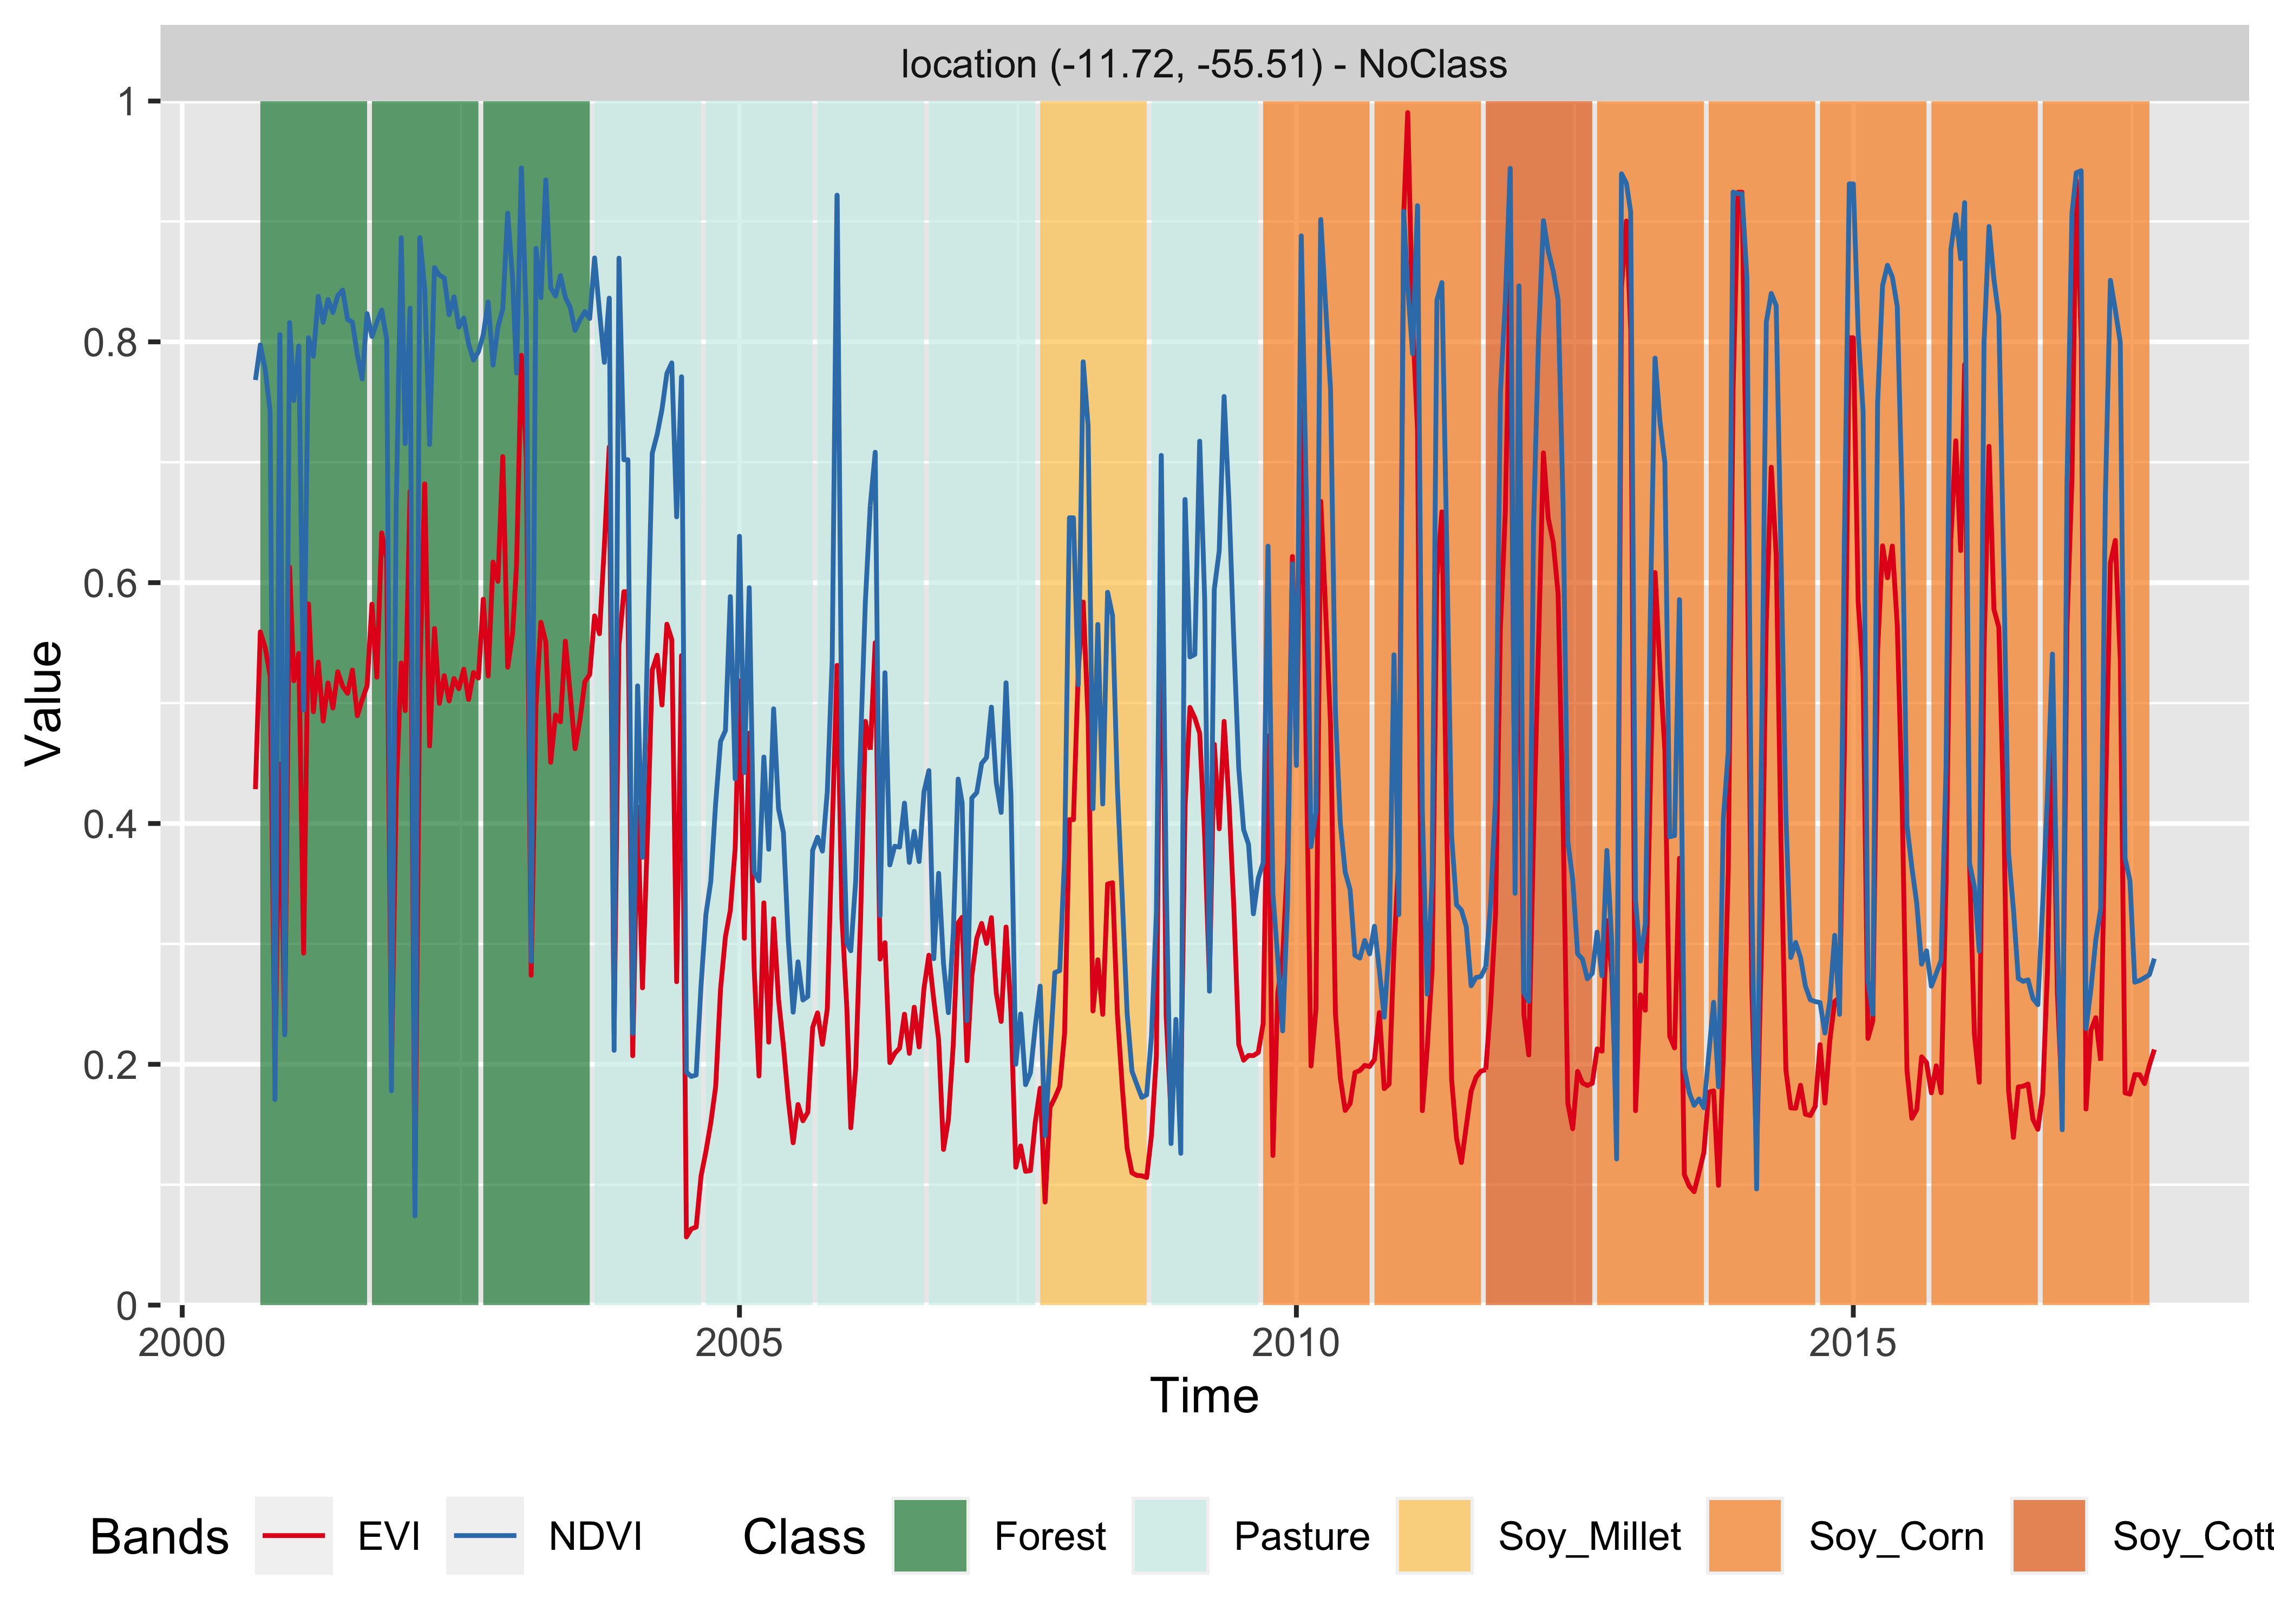 location (-11.72, -55.51) - NoClass
1
0.8
0.6
0.4
0.2
0
Value
2000 2005 2010 2015
Time
Bands EVI NDVI Class Forest Pasture Soy_Millet Soy_Corn Soy_Cott